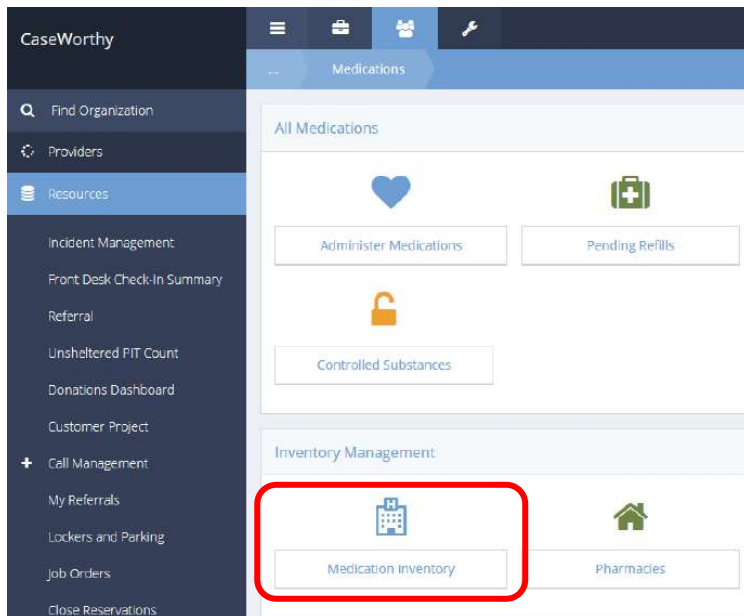 CaseWorthy
... Medications
Find Organization
Providers
Resources
Incident Management
Front Desk Check-In Summary
Referral
Unsheltered PIT Count
Donations Dashboard
Customer Project
Call Management
My Referrals
Lockers and Parking
Job Orders
Close Reservations
All Medications
Administer Medications
Pending Refills
Controlled Substances
Inventory Management
H
Medication Inventory
Pharmacies